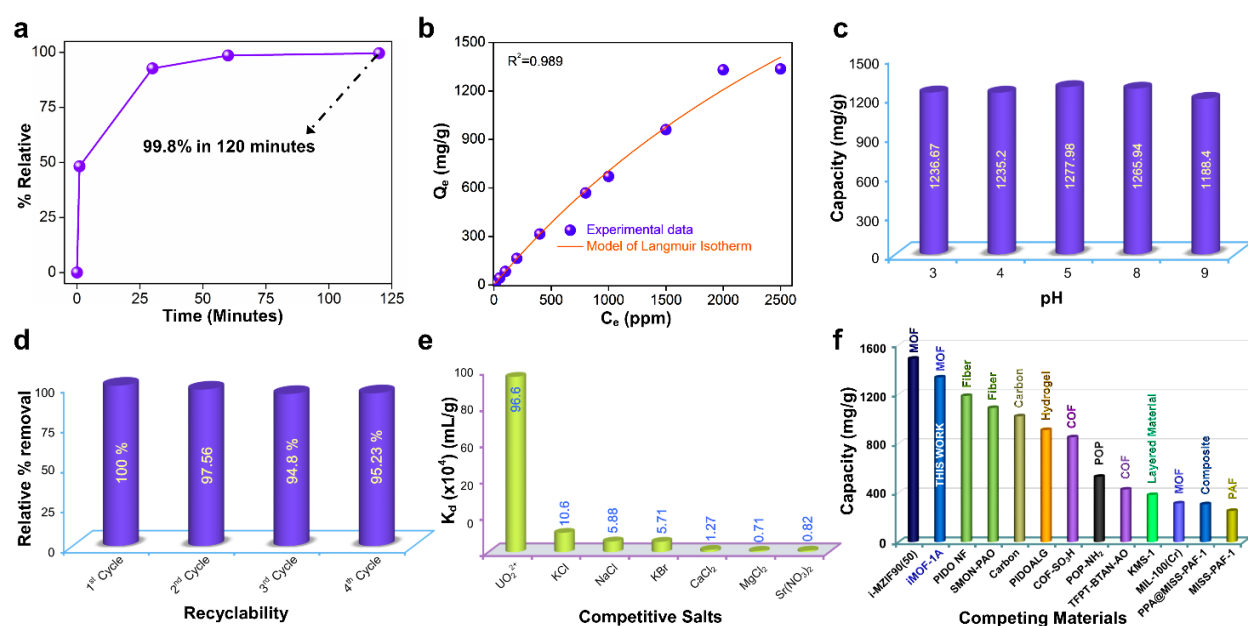 a
100
75
50
25
0
% Relative
99.8% in 120 minutes
0
25
50
75
100
125
Time (Minutes)
b
1500
1200
900
600
300
0
Qₑ (mg/g)
R²=0.989
Experimental data
Model of Langmuir Isotherm
0
500
1000
1500
2000
2500
Cₑ (ppm)
c
1500
1200
900
600
300
0
Capacity (mg/g)
1236.67
1235.2
1277.98
1265.94
1188.4
3
4
5
8
9
pH
d
100
75
50
25
0
Relative % removal
100 %
97.56
94.8 %
95.23 %
1ˢᵗ Cycle
2ⁿᵈ Cycle
3ʳᵈ Cycle
4ᵗʰ Cycle
Recyclability
e
100
80
60
20
0
K_d (x10⁴) (mL/g)
96.6
10.6
5.88
5.71
1.27
0.71
0.82
UO₂²⁺
KCl
NaCl
KBr
CaCl₂
MgCl₂
Sr(NO₃)₂
Competitive Salts
f
1600
1200
800
400
0
Capacity (mg/g)
MOF
MOF
Fiber
Fiber
Carbon
Hydrogel
COF
POP
COF
Layered Material
MOF
Composite
PAF
THIS WORK
i-MZIF90(50)
iMOF-1A
PIDO NF
SMON-PAO
Carbon
PIDOALG
COF-SO₃H
POP-NH₂
TFPT-BTAN-AO
KMS-1
MIL-100(Cr)
PPA@MISS-PAF-1
MISS-PAF-1
Competing Materials